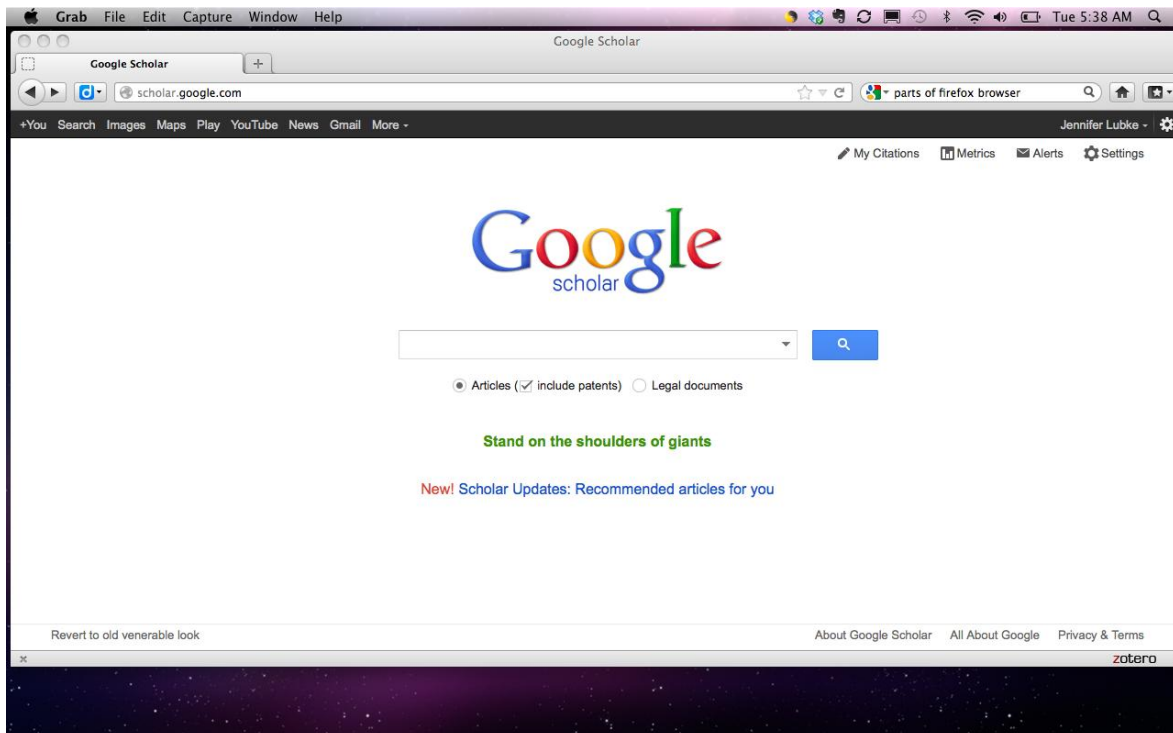 Grab File Edit Capture Window Help Tue 5:38 AM
Google Scholar
Google Scholar
scholar.google.com parts of firefox browser
+You Search Images Maps Play YouTube News Gmail More Jennifer Lubke
My Citations Metrics Alerts Settings
Google
scholar
Articles (include patents) Legal documents
Stand on the shoulders of giants
New! Scholar Updates: Recommended articles for you
Revert to old venerable look About Google Scholar All About Google Privacy & Terms
zotero